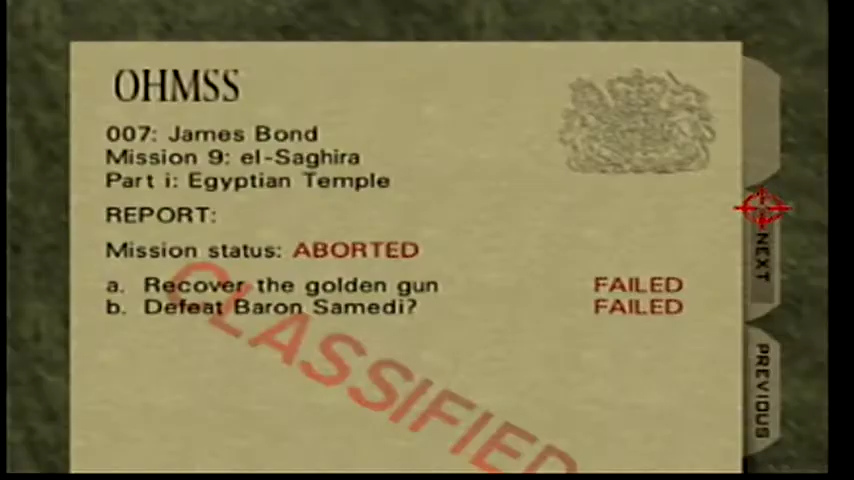 OHMSS
007: James Bond
Mission 9: el-Saghira
Part i: Egyptian Temple
REPORT:
Mission status: ABORTED
a. Recover the golden gun FAILED
b. Defeat Baron Samedi? FAILED
CLASSIFIED
NEXT
PREVIOUS